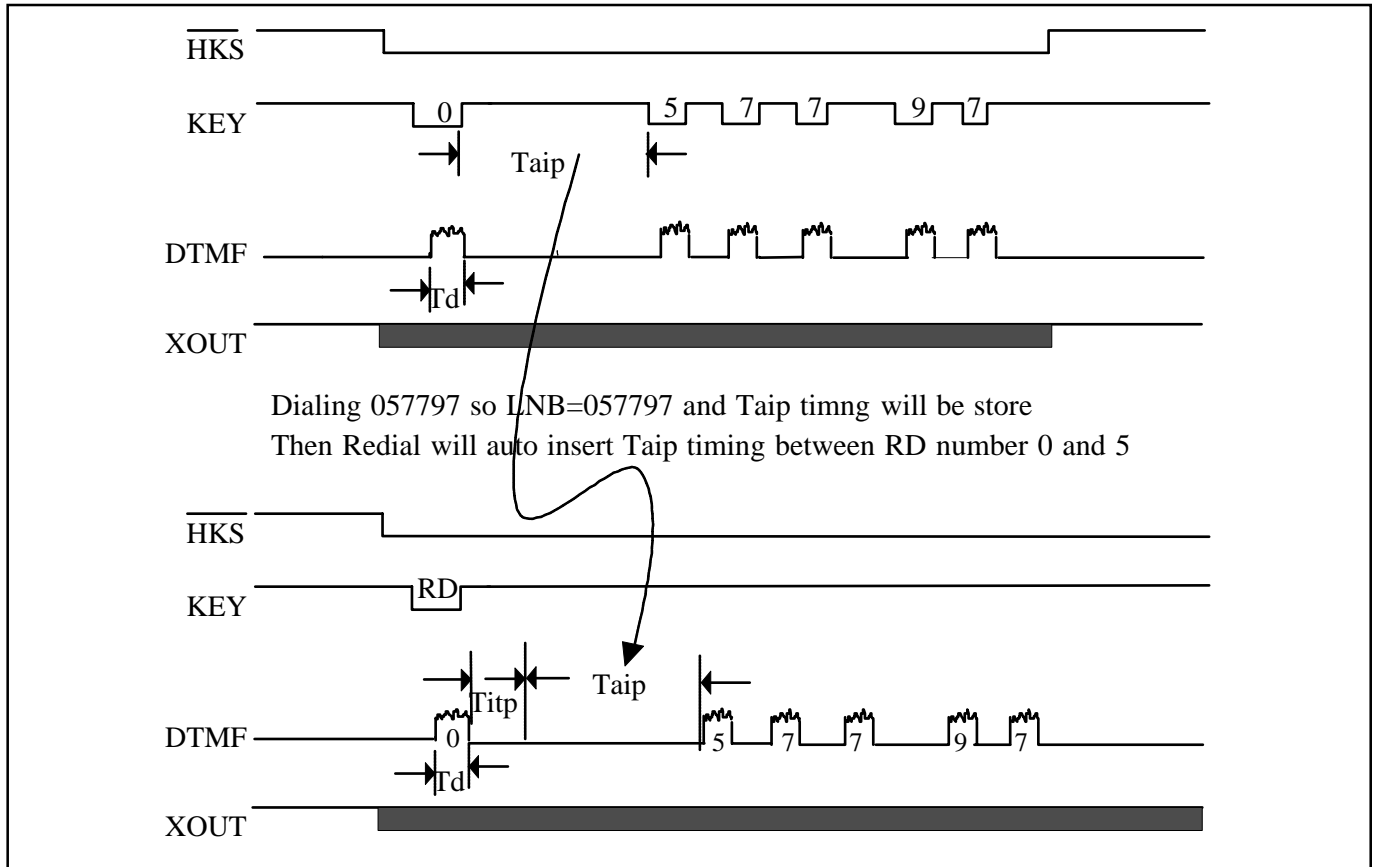 HKS
KEY 0 5 7 7 9 7
Taip
DTMF
Td
XOUT
Dialing 057797 so LNB=057797 and Taip timng will be store
Then Redial will auto insert Taip timing between RD number 0 and 5
HKS
KEY RD
Titp Taip
DTMF 0 5 7 7 9 7
Td
XOUT